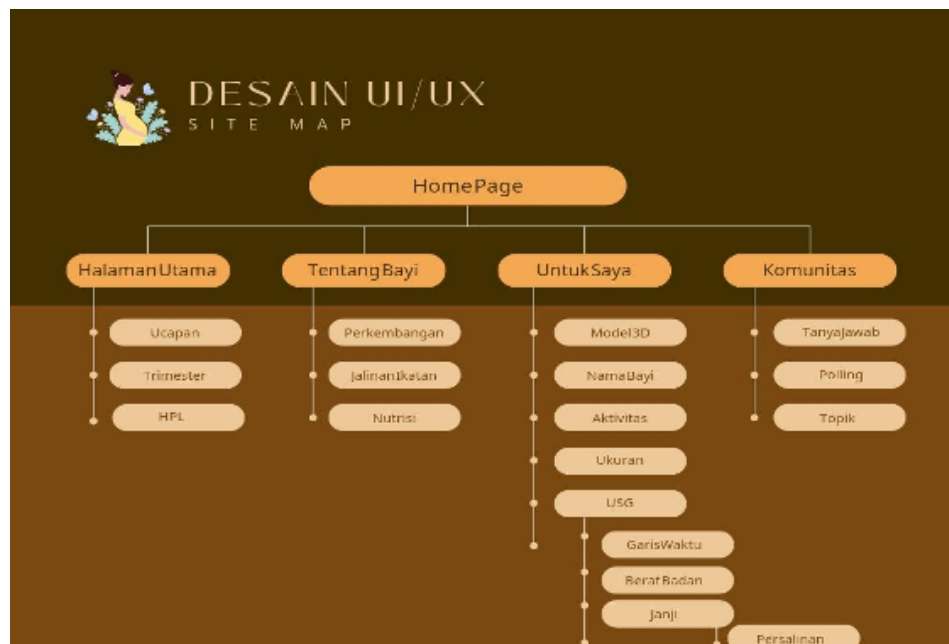 DESAIN UI/UX
SITE MAP
HomePage
HalamanUtama
Ucapan
Trimester
HPL
TentangBayi
Perkembangan
JalinanIkatan
Nutrisi
UntukSaya
Model3D
NamaBayi
Aktivitas
Ukuran
USG
GarisWaktu
BeratBadan
Janji
Persalinan
Komunitas
TanyaJawab
Polling
Topik